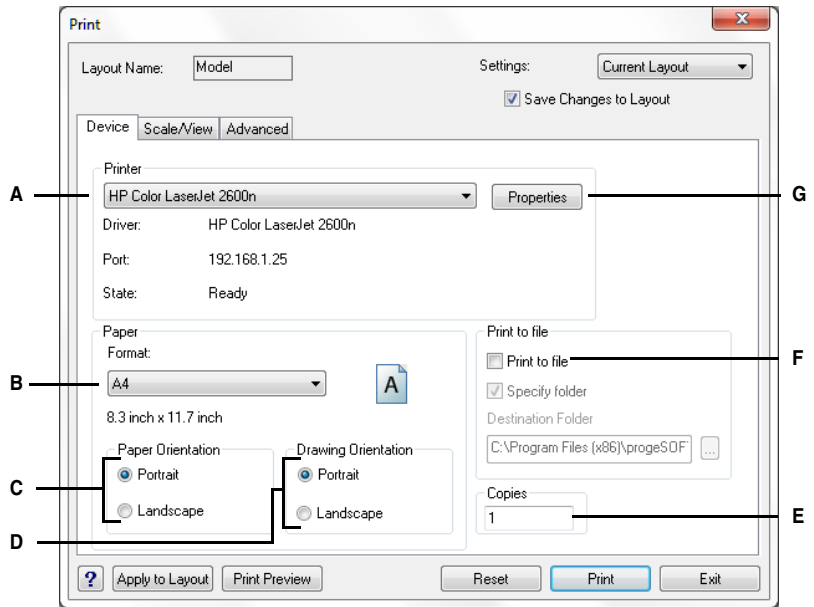 Print
Layout Name: Model Settings: Current Layout
Save Changes to Layout
Device Scale/View Advanced
Printer
A HP Color LaserJet 2600n Properties G
Driver: HP Color LaserJet 2600n
Port: 192.168.1.25
State: Ready
Paper Print to file
Format: Print to file F
B A4 A Specify folder
8.3 inch x 11.7 inch Destination Folder
C:\Program Files (x86)\progeSOF ...
Paper Orientation Drawing Orientation
C Portrait Portrait
Copies
Landscape Landscape 1 E
D
? Apply to Layout Print Preview Reset Print Exit